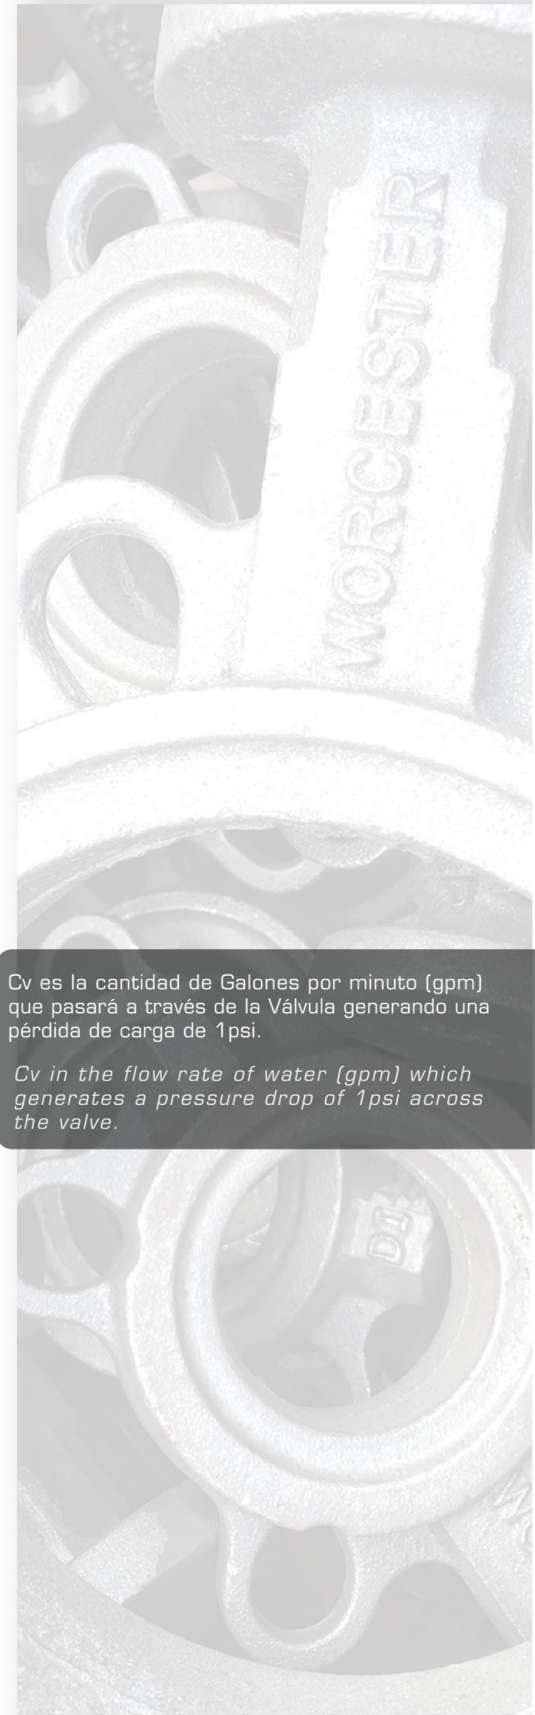 WORCESTER
Cv es la cantidad de Galones por minuto (gpm)
que pasará a través de la Válvula generando una
pérdida de carga de 1psi.
Cv in the flow rate of water (gpm) which
generates a pressure drop of 1psi across
the valve.
DI